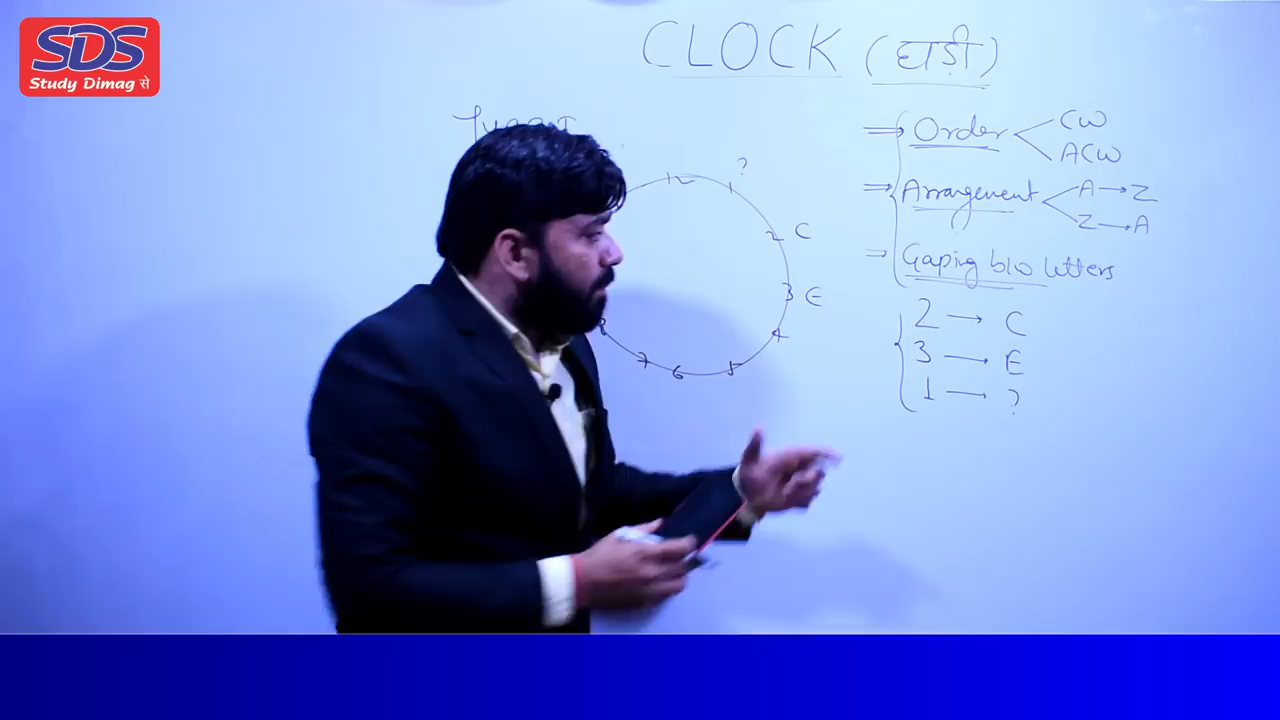 SDS
Study Dimag से
CLOCK (घड़ी)
⇒ Order < CW
ACW
⇒ Arrangement < A → Z
Z → A
⇒ Gaping b/w letters
2 → C
3 → E
1 → ?
12
?
2 C
3 E
4
5
6
7
8